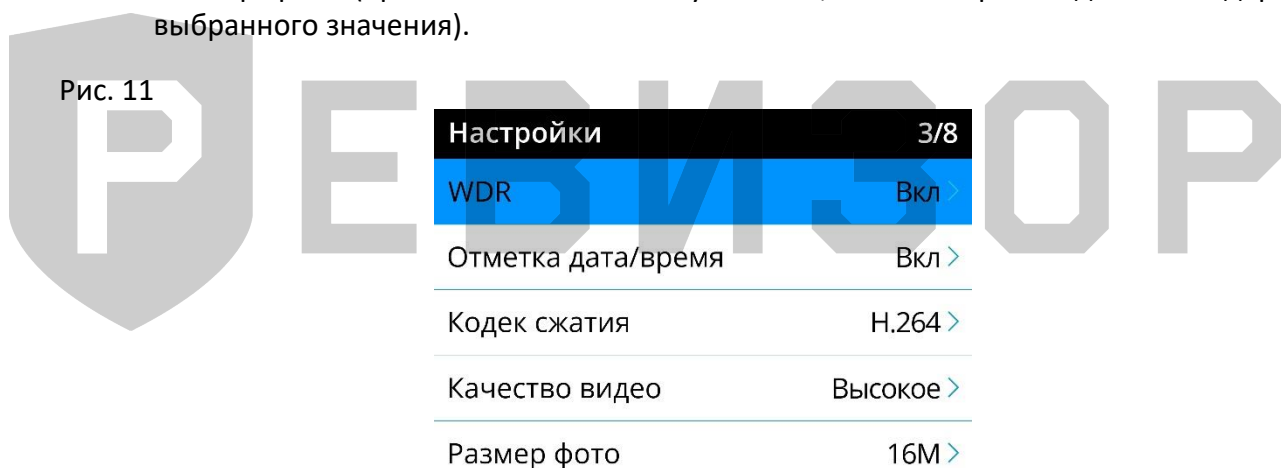 выбранного значения).
Рис. 11
РЕВИЗОР
Настройки 3/8
WDR Вкл >
Отметка дата/время Вкл >
Кодек сжатия H.264 >
Качество видео Высокое >
Размер фото 16M >